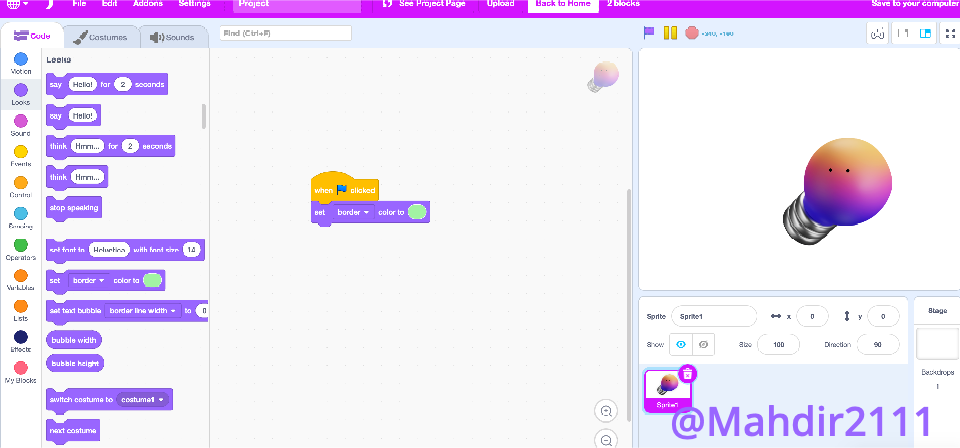 File Edit Addons Settings Project See Project Page Upload Back to Home 2 blocks Save to your computer
Code Costumes Sounds Find (Ctrl+F)
Motion
Looks
Sound
Events
Control
Sensing
Operators
Variables
Lists
Effects
My Blocks
Looks
say Hello! for 2 seconds
say Hello!
think Hmm... for 2 seconds
think Hmm...
stop speaking
set font to Helvetica with font size 14
set border color to
set text bubble border line width to 0
bubble width
bubble height
switch costume to costume1
next costume
when clicked
set border color to
Sprite Sprite1 x 0 y 0
Show Size 100 Direction 90
Sprite1
Stage
Backdrops
1
@Mahdir2111